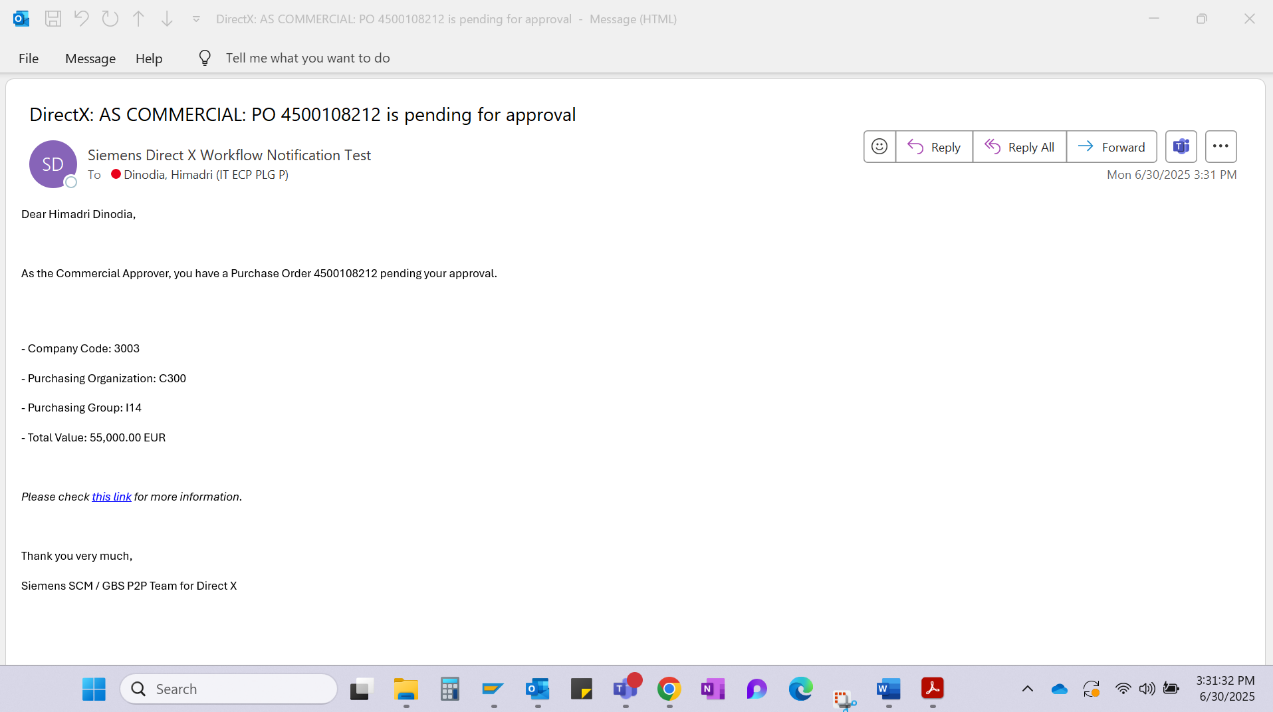 DirectX: AS COMMERCIAL: PO 4500108212 is pending for approval - Message (HTML)
File Message Help Tell me what you want to do
DirectX: AS COMMERCIAL: PO 4500108212 is pending for approval
SD
Siemens Direct X Workflow Notification Test
To Dinodia, Himadri (IT ECP PLG P)
Reply Reply All Forward
Mon 6/30/2025 3:31 PM
Dear Himadri Dinodia,
As the Commercial Approver, you have a Purchase Order 4500108212 pending your approval.
- Company Code: 3003
- Purchasing Organization: C300
- Purchasing Group: I14
- Total Value: 55,000.00 EUR
Please check this link for more information.
Thank you very much,
Siemens SCM / GBS P2P Team for Direct X
Search
3:31:32 PM
6/30/2025